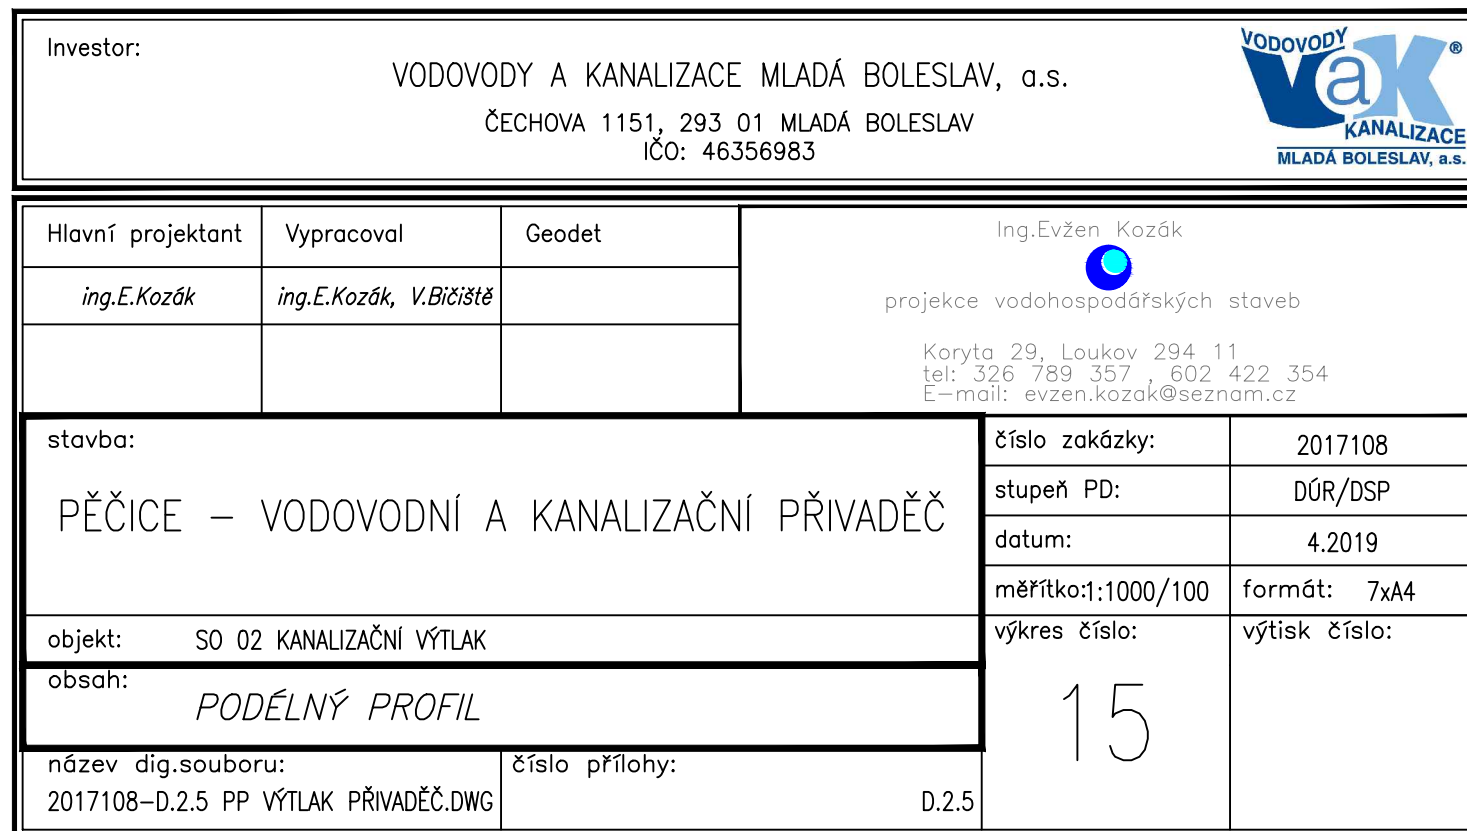 Investor:
VODOVODY A KANALIZACE MLADÁ BOLESLAV, a.s.
ČECHOVA 1151, 293 01 MLADÁ BOLESLAV
IČO: 46356983
VODOVODY
VaK ®
KANALIZACE
MLADÁ BOLESLAV, a.s.
Hlavní projektant
Vypracoval
Geodet
ing.E.Kozák
ing.E.Kozák, V.Bičiště
Ing.Evžen Kozák
projekce vodohospodářských staveb
Koryta 29, Loukov 294 11
tel: 326 789 357 , 602 422 354
E-mail: evzen.kozak@seznam.cz
stavba:
PĚČICE – VODOVODNÍ A KANALIZAČNÍ PŘIVADĚČ
číslo zakázky: 2017108
stupeň PD: DÚR/DSP
datum: 4.2019
měřítko:1:1000/100
formát: 7xA4
objekt: SO 02 KANALIZAČNÍ VÝTLAK
výkres číslo:
15
výtisk číslo:
obsah:
PODÉLNÝ PROFIL
název dig.souboru:
2017108-D.2.5 PP VÝTLAK PŘIVADĚČ.DWG
číslo přílohy:
D.2.5